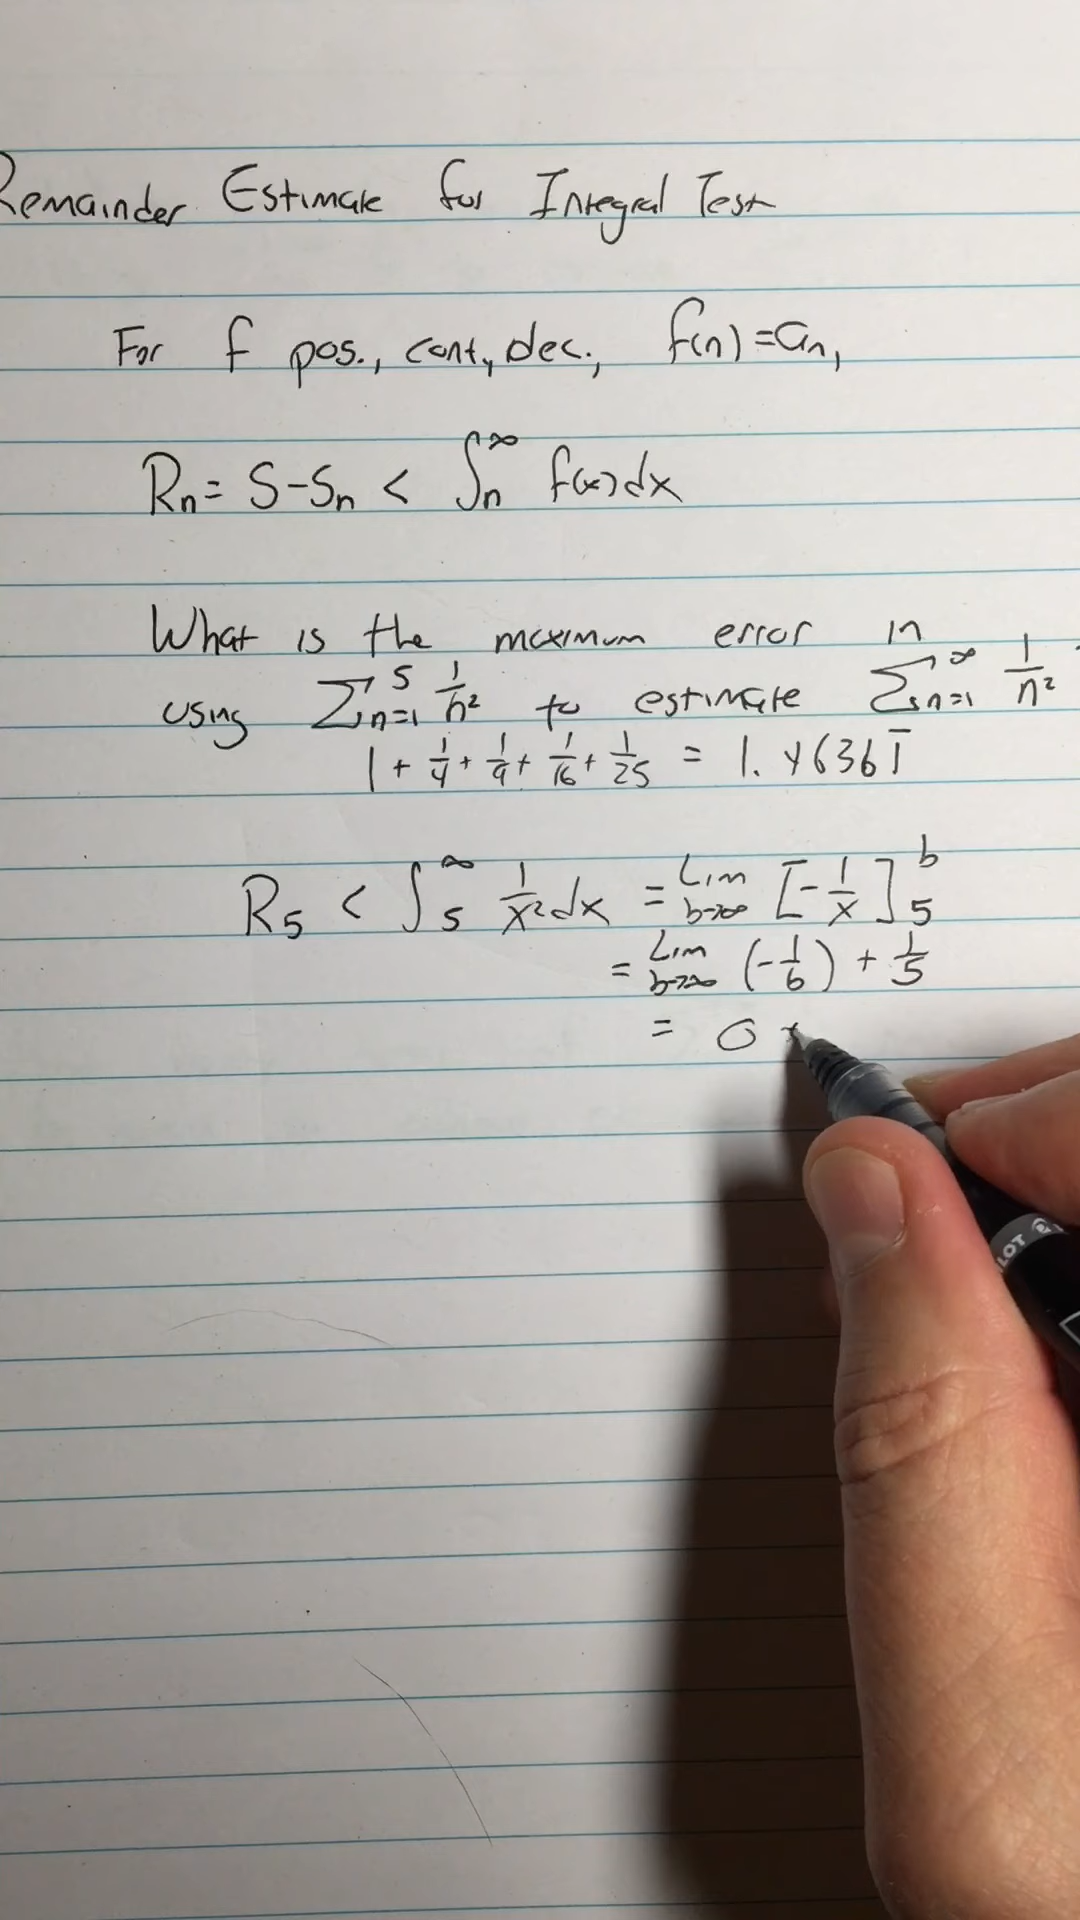 Remainder Estimate for Integral Test
For f pos., cont, dec., f(n)=aₙ,
Rₙ = S-Sₙ < ∫ₙ^∞ f(x)dx
What is the maximum error in
using Σₙ₌₁⁵ 1/n² to estimate Σₙ₌₁^∞ 1/n²
1 + 1/4 + 1/9 + 1/16 + 1/25 = 1.46361̅
R₅ < ∫₅^∞ 1/x² dx = Lim b→∞ [-1/x]₅ᵇ
= Lim b→∞ (-1/b) + 1/5
= 0 +
LOT